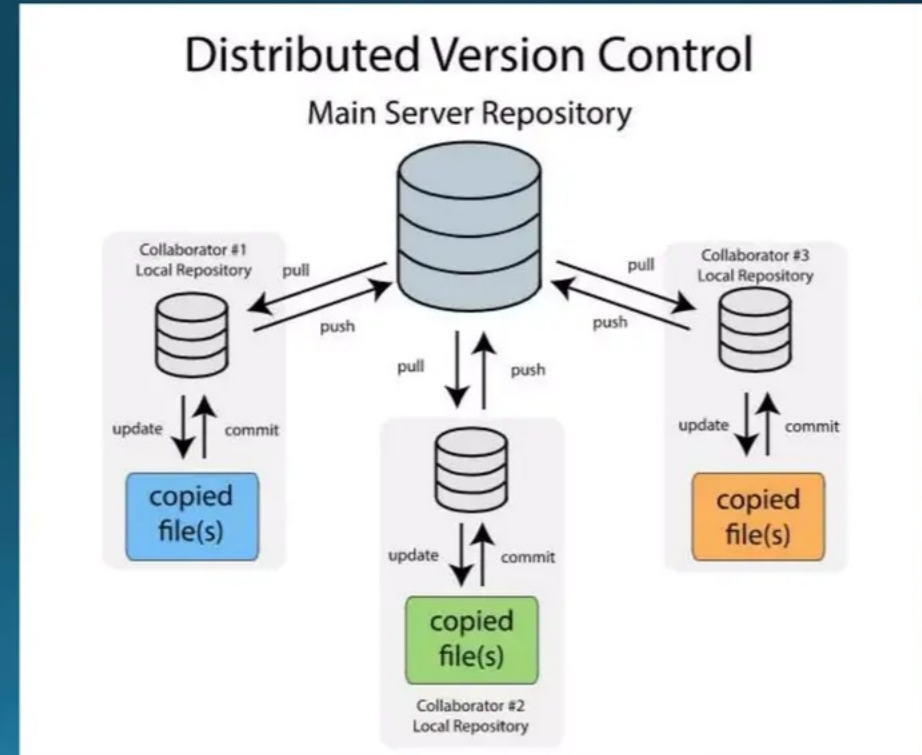 Distributed Version Control
Main Server Repository
Collaborator #1
Local Repository
pull
push
update
commit
copied
file(s)
pull
push
update
commit
copied
file(s)
Collaborator #2
Local Repository
Collaborator #3
Local Repository
pull
push
update
commit
copied
file(s)